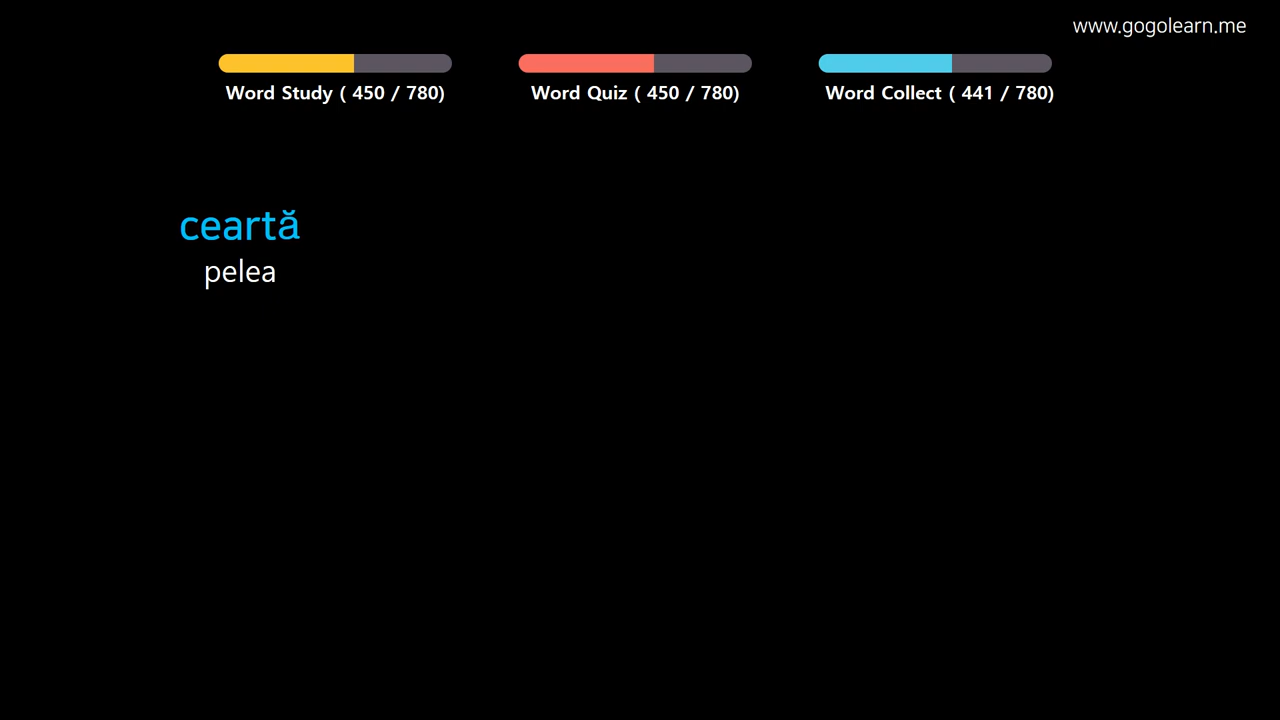 www.gogolearn.me
Word Study ( 450 / 780)
Word Quiz ( 450 / 780)
Word Collect ( 441 / 780)
ceartă
pelea